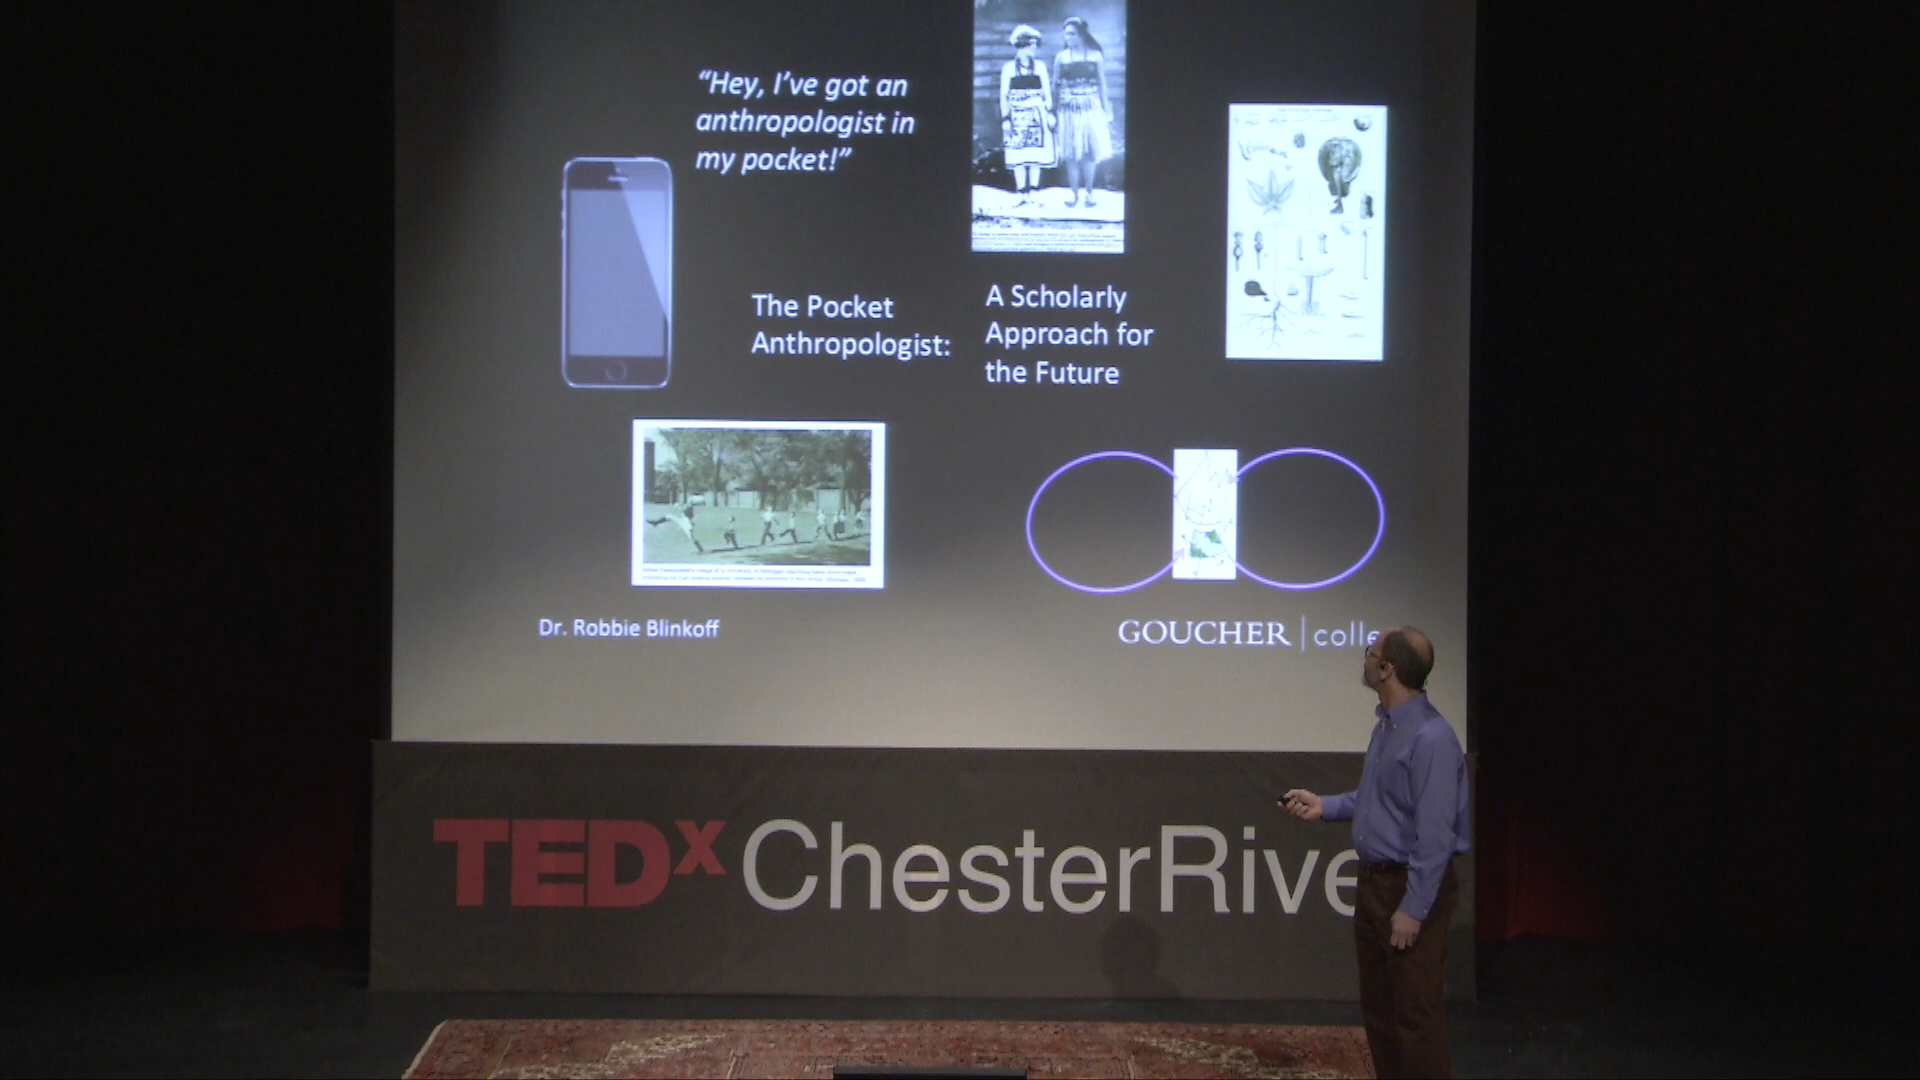 “Hey, I’ve got an
anthropologist in
my pocket!”
The Pocket
Anthropologist:
A Scholarly
Approach for
the Future
Dr. Robbie Blinkoff
GOUCHER | colle
TEDx ChesterRive